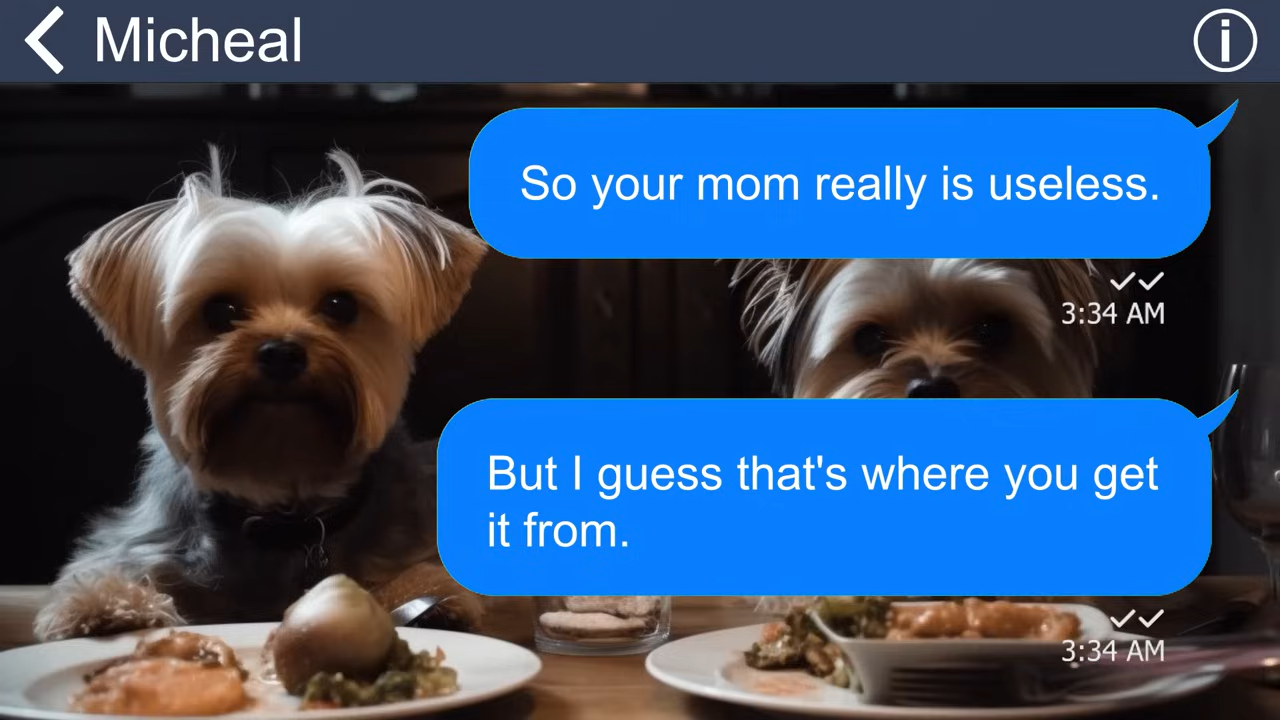 Micheal
So your mom really is useless.
3:34 AM
But I guess that's where you get
it from.
3:34 AM